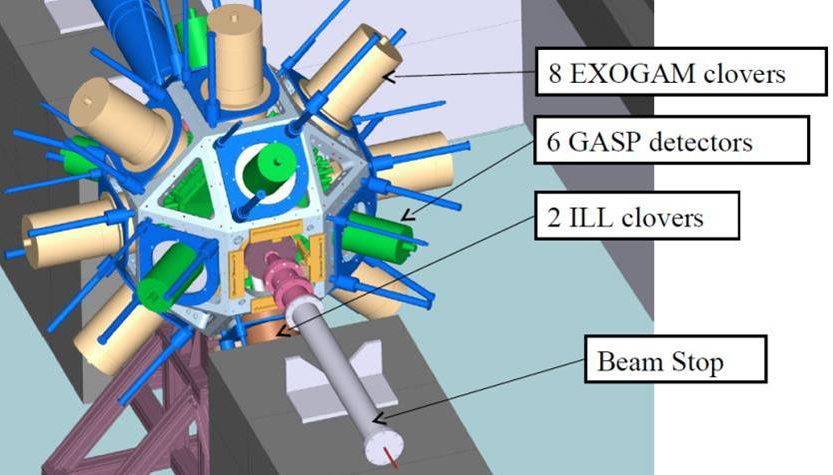 8 EXOGAM clovers
6 GASP detectors
2 ILL clovers
Beam Stop